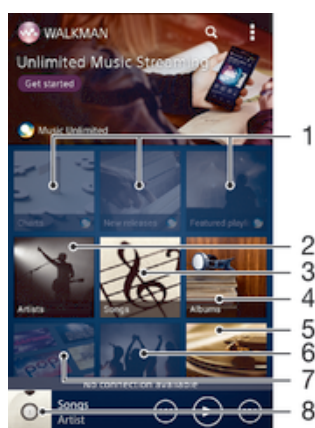 WALKMAN
Unlimited Music Streaming
Get started
Music Unlimited
1
Charts
New releases
Featured playli
2
Artists
3
Songs
4
Albums
5
6
7
No connection available
8
Songs
Artist